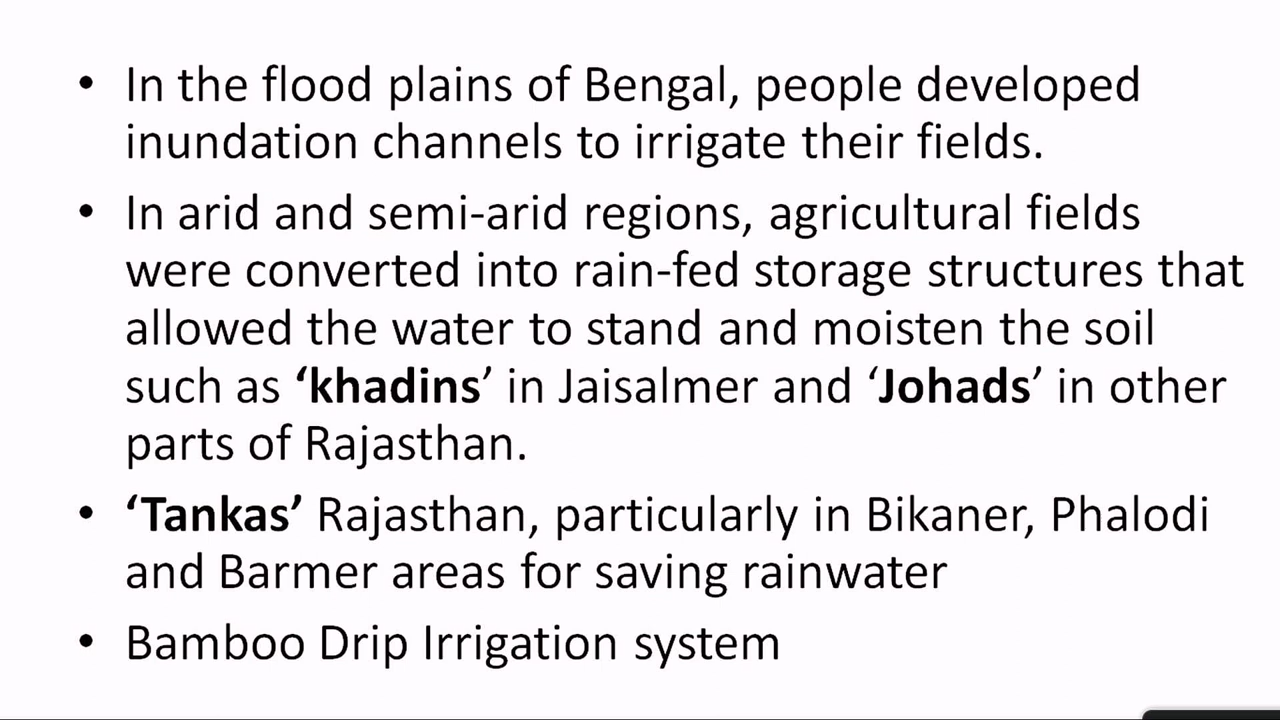 • In the flood plains of Bengal, people developed
inundation channels to irrigate their fields.
• In arid and semi-arid regions, agricultural fields
were converted into rain-fed storage structures that
allowed the water to stand and moisten the soil
such as ‘khadins’ in Jaisalmer and ‘Johads’ in other
parts of Rajasthan.
• ‘Tankas’ Rajasthan, particularly in Bikaner, Phalodi
and Barmer areas for saving rainwater
• Bamboo Drip Irrigation system